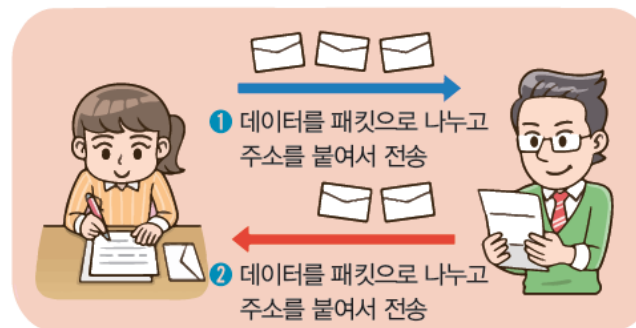 ❶ 데이터를 패킷으로 나누고
주소를 붙여서 전송
❷ 데이터를 패킷으로 나누고
주소를 붙여서 전송